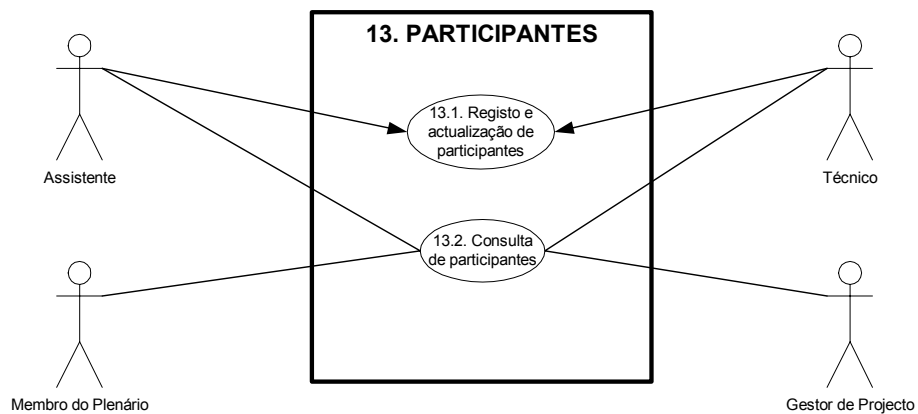 13. PARTICIPANTES
13.1. Registo e
actualização de
participantes
Assistente
Técnico
13.2. Consulta
de participantes
Membro do Plenário
Gestor de Projecto